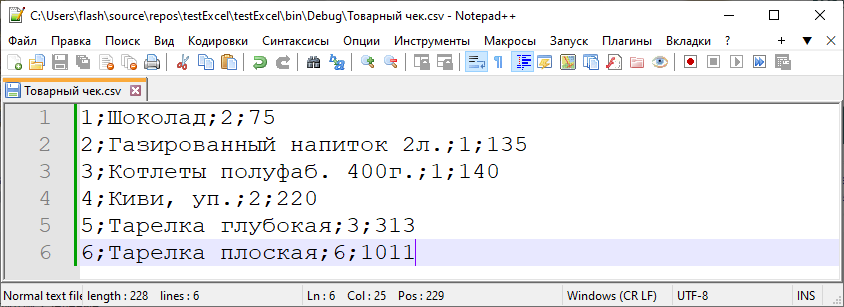 C:\Users\flash\source\repos\testExcel\testExcel\bin\Debug\Товарный чек.csv - Notepad++
Файл Правка Поиск Вид Кодировки Синтаксисы Опции Инструменты Макросы Запуск Плагины Вкладки ? + ▼ X
Товарный чек.csv
1 1;Шоколад;2;75
2 2;Газированный напиток 2л.;1;135
3 3;Котлеты полуфаб. 400г.;1;140
4 4;Киви, уп.;2;220
5 5;Тарелка глубокая;3;313
6 6;Тарелка плоская;6;1011
Normal text file length : 228 lines : 6 Ln : 6 Col : 25 Pos : 229 Windows (CR LF) UTF-8 INS